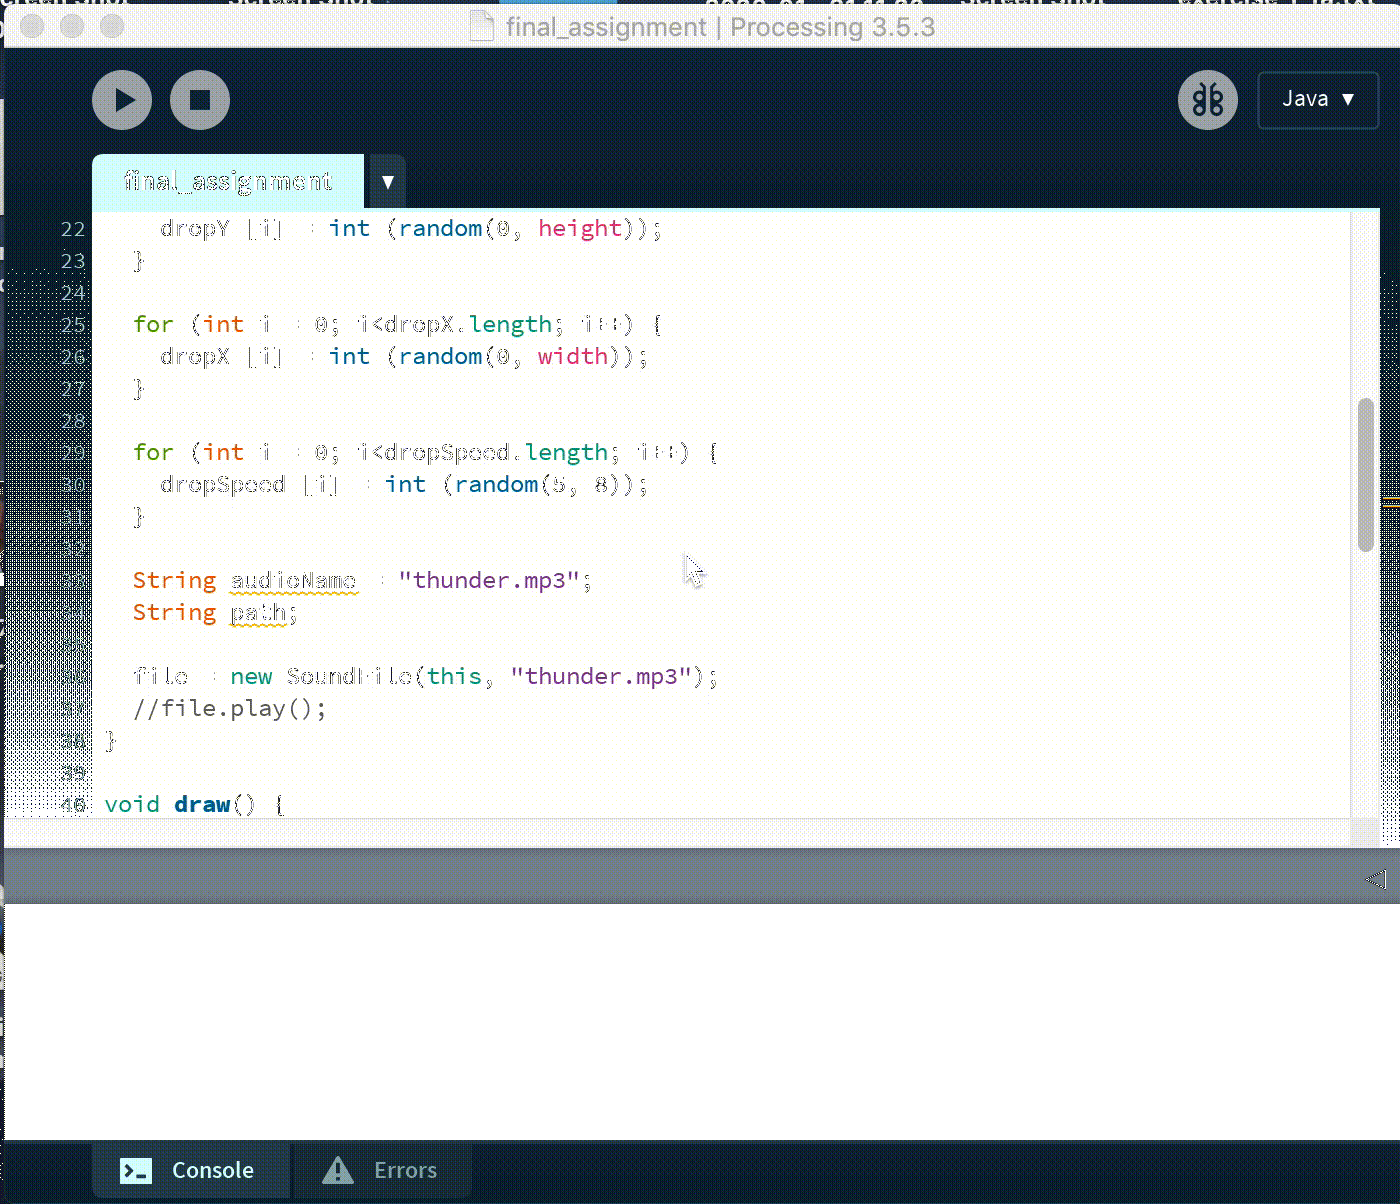 final_assignment | Processing 3.5.3
Java ▼
final_assignment ▼
22 dropY [i] = int (random(0, height));
23 }
24
25 for (int i = 0; i<dropX.length; i++) {
26 dropX [i] = int (random(0, width));
27 }
28
29 for (int i = 0; i<dropSpeed.length; i++) {
30 dropSpeed [i] = int (random(5, 8));
31 }
32
33 String audioName = "thunder.mp3";
34 String path;
35
36 file = new SoundFile(this, "thunder.mp3");
37 //file.play();
38 }
39
40 void draw() {
Console
Errors